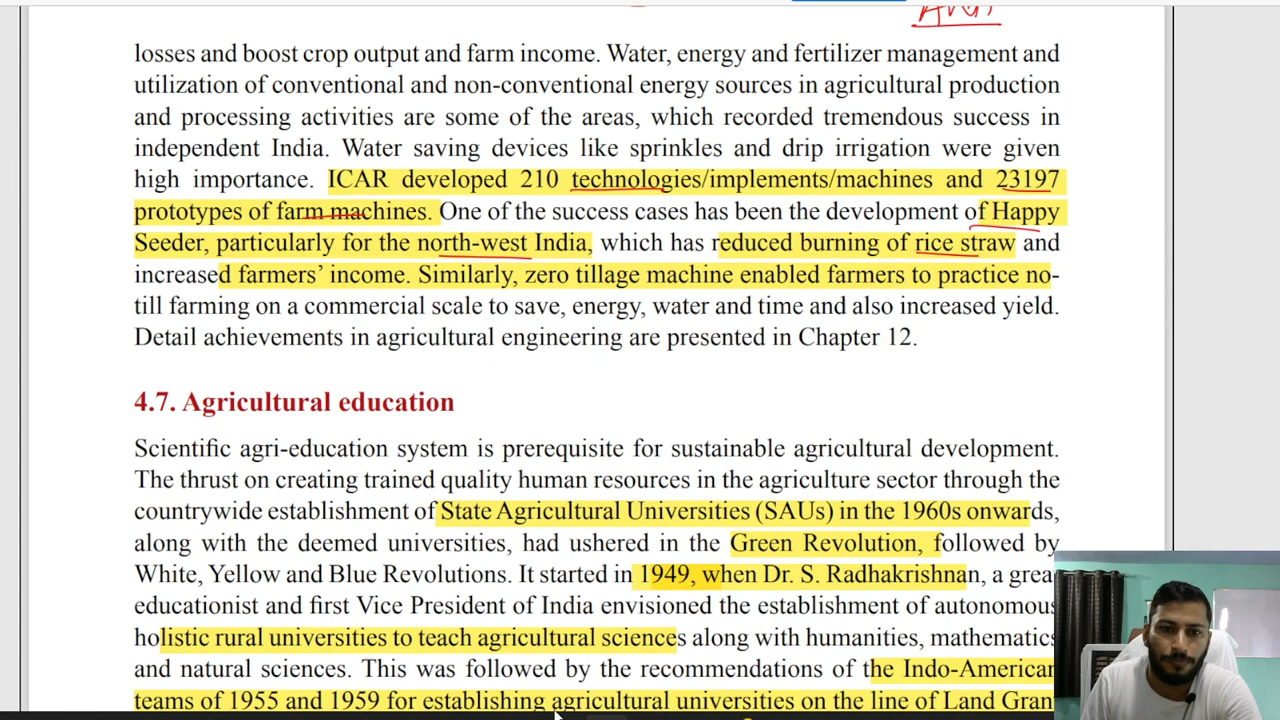 losses and boost crop output and farm income. Water, energy and fertilizer management and
utilization of conventional and non-conventional energy sources in agricultural production
and processing activities are some of the areas, which recorded tremendous success in
independent India. Water saving devices like sprinkles and drip irrigation were given
high importance. ICAR developed 210 technologies/implements/machines and 23197
prototypes of farm machines. One of the success cases has been the development of Happy
Seeder, particularly for the north-west India, which has reduced burning of rice straw and
increased farmers' income. Similarly, zero tillage machine enabled farmers to practice no-
till farming on a commercial scale to save, energy, water and time and also increased yield.
Detail achievements in agricultural engineering are presented in Chapter 12.
4.7. Agricultural education
Scientific agri-education system is prerequisite for sustainable agricultural development.
The thrust on creating trained quality human resources in the agriculture sector through the
countrywide establishment of State Agricultural Universities (SAUs) in the 1960s onwards,
along with the deemed universities, had ushered in the Green Revolution, followed by
White, Yellow and Blue Revolutions. It started in 1949, when Dr. S. Radhakrishnan, a grea
educationist and first Vice President of India envisioned the establishment of autonomous
holistic rural universities to teach agricultural sciences along with humanities, mathematics
and natural sciences. This was followed by the recommendations of the Indo-American
teams of 1955 and 1959 for establishing agricultural universities on the line of Land Gran